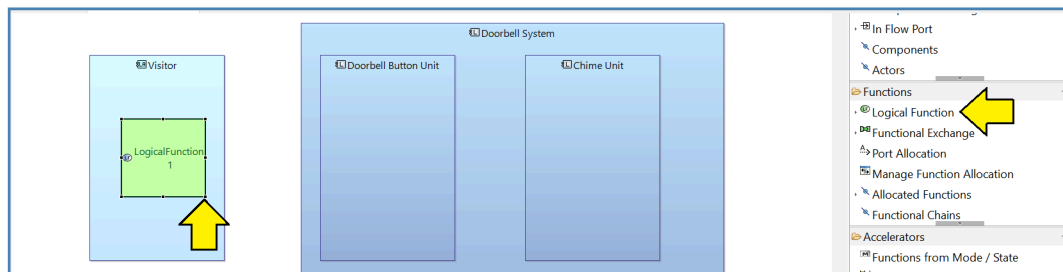 Doorbell System
Visitor
Doorbell Button Unit
Chime Unit
LogicalFunction
1
In Flow Port
Components
Actors
Functions
Logical Function
Functional Exchange
Port Allocation
Manage Function Allocation
Allocated Functions
Functional Chains
Accelerators
Functions from Mode / State